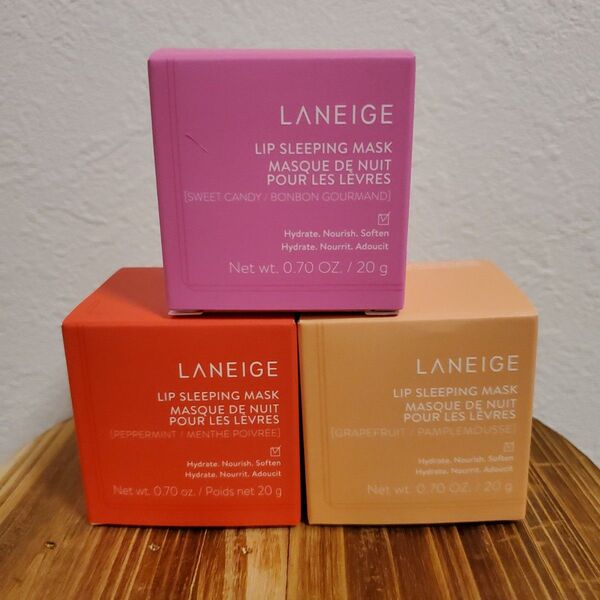 LANEIGE
LIP SLEEPING MASK
MASQUE DE NUIT
POUR LES LÈVRES
[SWEET CANDY / BONBON GOURMAND]
Hydrate. Nourish. Soften
Hydrate. Nourrit. Adoucit
Net wt. 0.70 OZ. / 20 g
LANEIGE
LIP SLEEPING MASK
MASQUE DE NUIT
POUR LES LÈVRES
[PEPPERMINT / MENTHE POIVRÉE]
Hydrate. Nourish. Soften
Hydrate. Nourrit. Adoucit
Net wt. 0.70 oz. / Poids net 20 g
LANEIGE
LIP SLEEPING MASK
MASQUE DE NUIT
POUR LES LÈVRES
[GRAPEFRUIT / PAMPLEMOUSSE]
Hydrate. Nourish. Soften
Hydrate. Nourrit. Adoucit
Net wt. 0.70 OZ. / 20 g